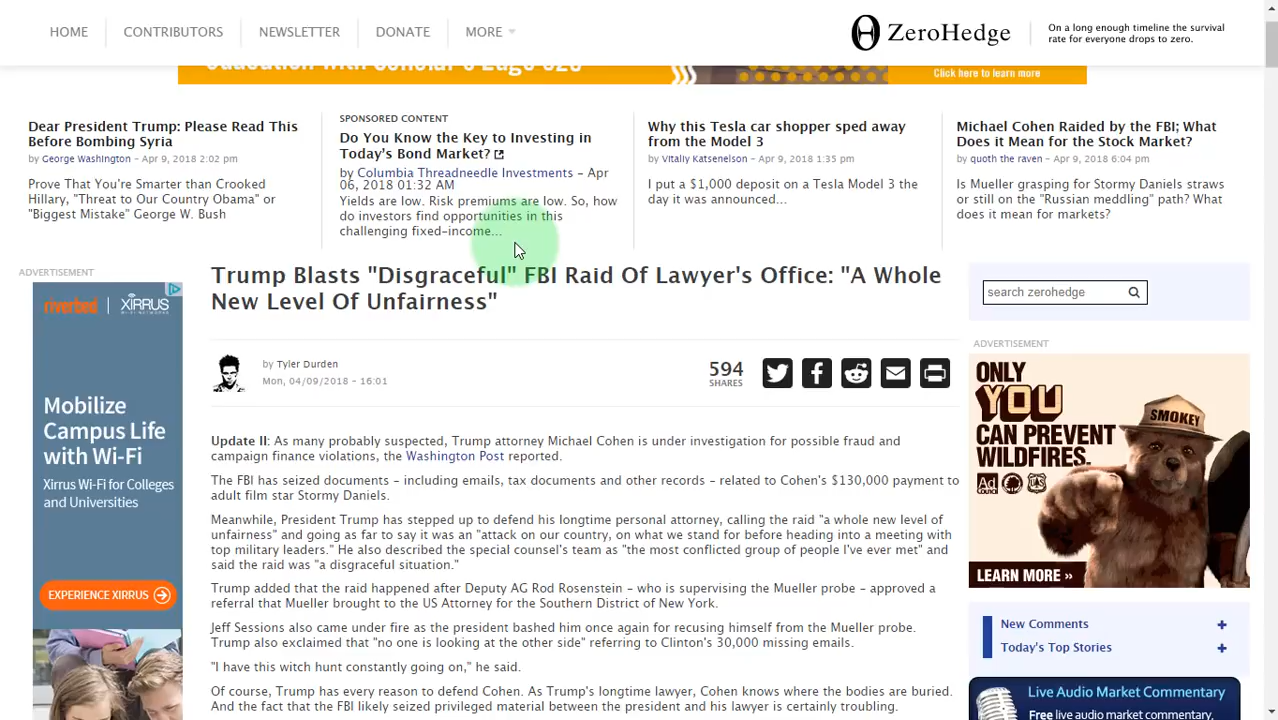 HOME
CONTRIBUTORS
NEWSLETTER
DONATE
MORE
ZeroHedge
On a long enough timeline the survival
rate for everyone drops to zero.
Click here to learn more
Dear President Trump: Please Read This
Before Bombing Syria
by George Washington - Apr 9, 2018 2:02 pm
Prove That You're Smarter than Crooked
Hillary, "Threat to Our Country Obama" or
"Biggest Mistake" George W. Bush
SPONSORED CONTENT
Do You Know the Key to Investing in
Today's Bond Market?
by Columbia Threadneedle Investments – Apr
06, 2018 01:32 AM
Yields are low. Risk premiums are low. So, how
do investors find opportunities in this
challenging fixed-income...
Why this Tesla car shopper sped away
from the Model 3
by Vitaliy Katsenelson - Apr 9, 2018 1:35 pm
I put a $1,000 deposit on a Tesla Model 3 the
day it was announced...
Michael Cohen Raided by the FBI; What
Does it Mean for the Stock Market?
by quoth the raven - Apr 9, 2018 6:04 pm
Is Mueller grasping for Stormy Daniels straws
or still on the "Russian meddling" path? What
does it mean for markets?
ADVERTISEMENT
riverbed | XIRRUS
WI-FI NETWORKS
Mobilize
Campus Life
with Wi-Fi
Xirrus Wi-Fi for Colleges
and Universities
EXPERIENCE XIRRUS
Trump Blasts "Disgraceful" FBI Raid Of Lawyer's Office: "A Whole
New Level Of Unfairness"
by Tyler Durden
Mon, 04/09/2018 - 16:01
594
SHARES
Update II: As many probably suspected, Trump attorney Michael Cohen is under investigation for possible fraud and
campaign finance violations, the Washington Post reported.
The FBI has seized documents – including emails, tax documents and other records – related to Cohen's $130,000 payment to
adult film star Stormy Daniels.
Meanwhile, President Trump has stepped up to defend his longtime personal attorney, calling the raid "a whole new level of
unfairness" and going as far to say it was an "attack on our country, on what we stand for before heading into a meeting with
top military leaders." He also described the special counsel's team as "the most conflicted group of people I've ever met" and
said the raid was "a disgraceful situation."
Trump added that the raid happened after Deputy AG Rod Rosenstein – who is supervising the Mueller probe – approved a
referral that Mueller brought to the US Attorney for the Southern District of New York.
Jeff Sessions also came under fire as the president bashed him once again for recusing himself from the Mueller probe.
Trump also exclaimed that "no one is looking at the other side" referring to Clinton's 30,000 missing emails.
"I have this witch hunt constantly going on," he said.
Of course, Trump has every reason to defend Cohen. As Trump's longtime lawyer, Cohen knows where the bodies are buried.
And the fact that the FBI likely seized privileged material between the president and his lawyer is certainly troubling.
search zerohedge
ADVERTISEMENT
ONLY
YOU
CAN PREVENT
WILDFIRES.
SMOKEY
Ad
LEARN MORE »
New Comments +
Today's Top Stories +
Live Audio Market Commentary
Free live audio market commentary,